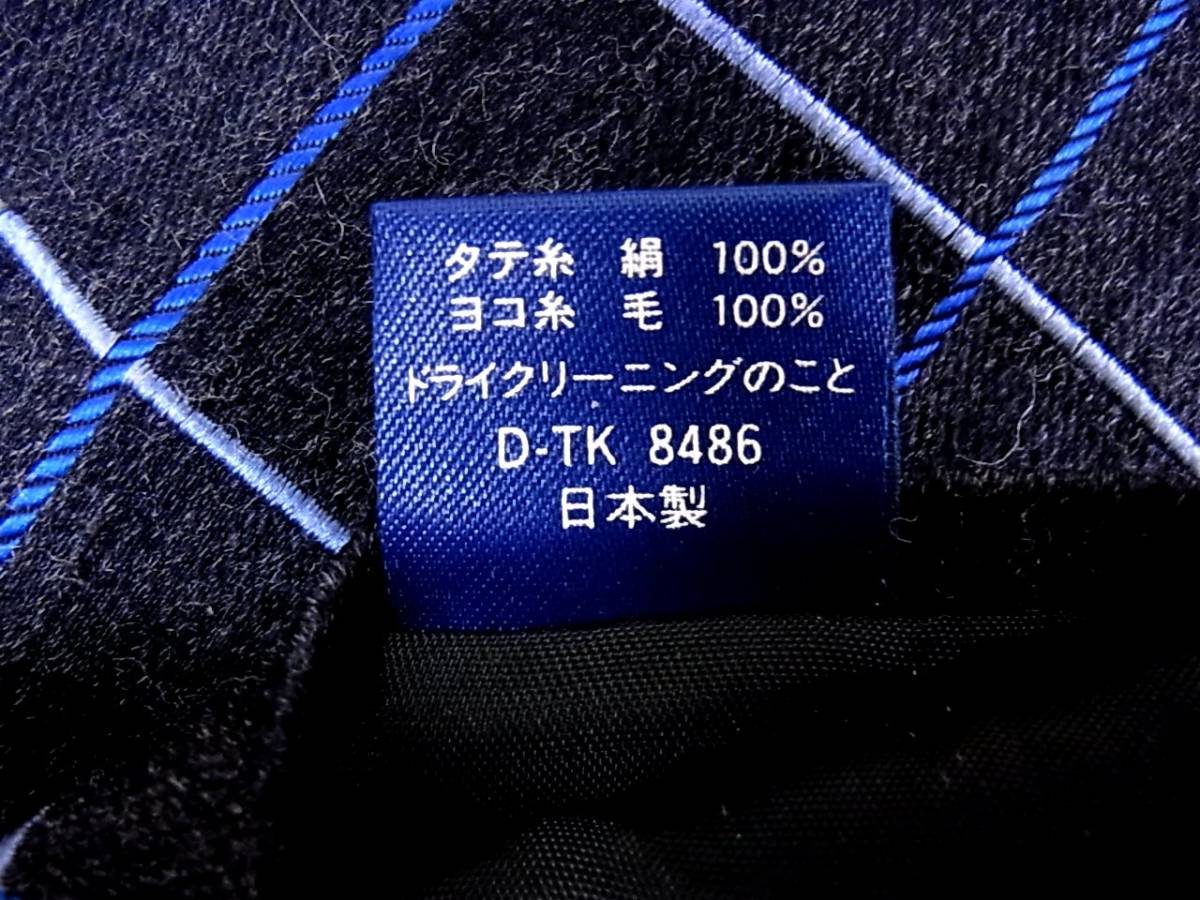 タテ糸　絹　100%
ヨコ糸　毛　100%
ドライクリーニングのこと
D-TK 8486
日本製